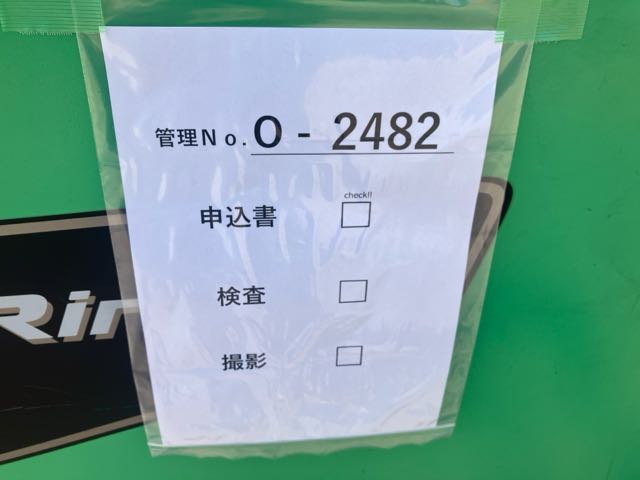 管理No. O - 2482
check!!
申込書 □
検査 □
撮影 □
Rin